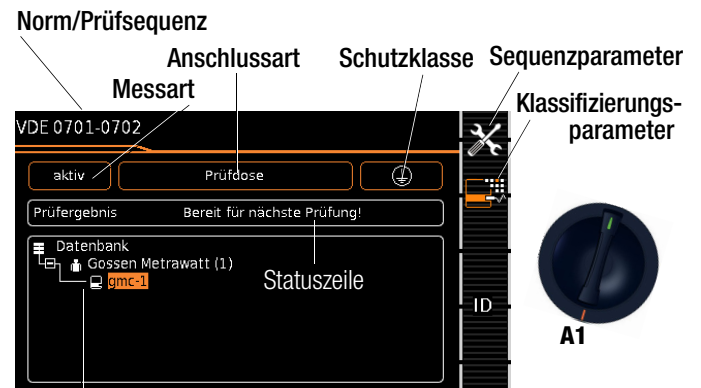 Norm/Prüfsequenz
Anschlussart
Schutzklasse
Sequenzparameter
Messart
Klassifizierungs-
parameter
VDE 0701-0702
aktiv
Prüfdose
Prüfergebnis Bereit für nächste Prüfung!
Datenbank
Gossen Metrawatt (1)
gmc-1
Statuszeile
ID
A1